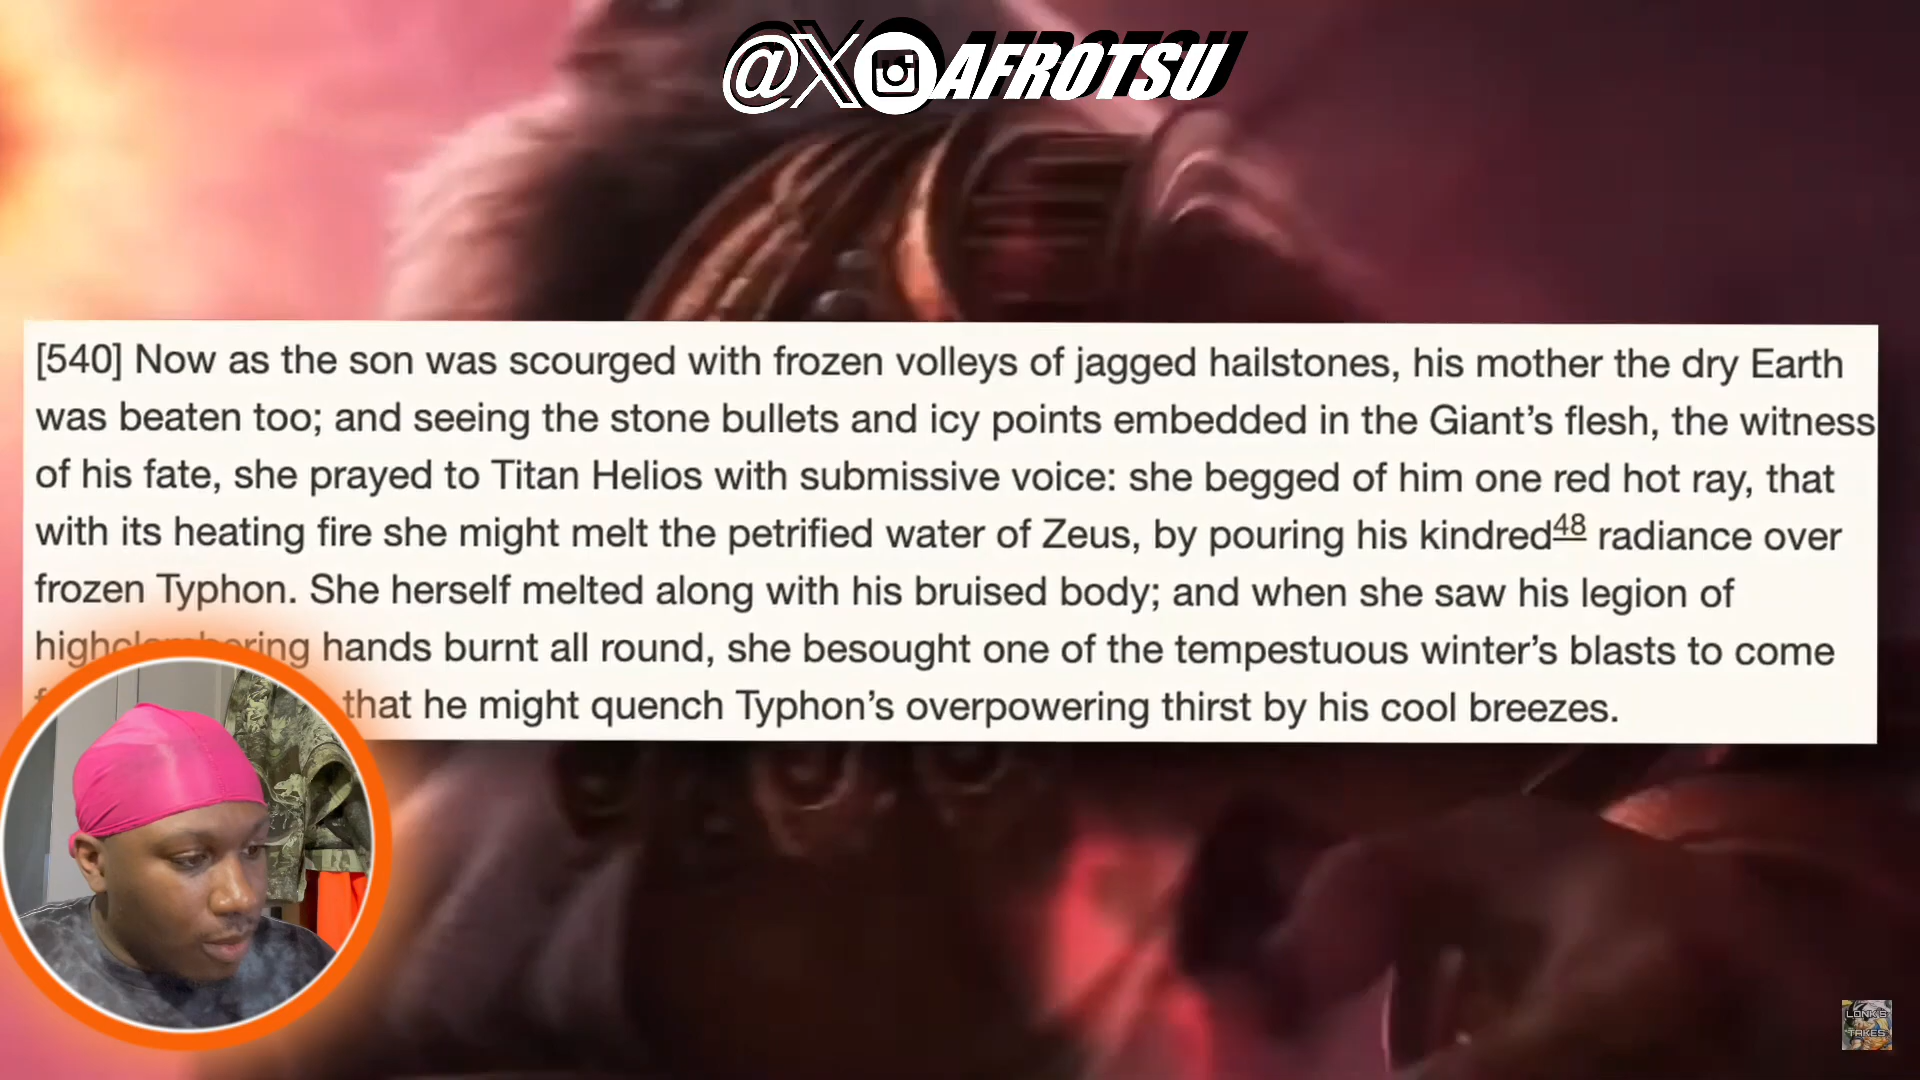 @X AFROTSU
[540] Now as the son was scourged with frozen volleys of jagged hailstones, his mother the dry Earth
was beaten too; and seeing the stone bullets and icy points embedded in the Giant's flesh, the witness
of his fate, she prayed to Titan Helios with submissive voice: she begged of him one red hot ray, that
with its heating fire she might melt the petrified water of Zeus, by pouring his kindred48 radiance over
frozen Typhon. She herself melted along with his bruised body; and when she saw his legion of
hands burnt all round, she besought one of the tempestuous winter's blasts to come
that he might quench Typhon's overpowering thirst by his cool breezes.
LONK'S
TAKES